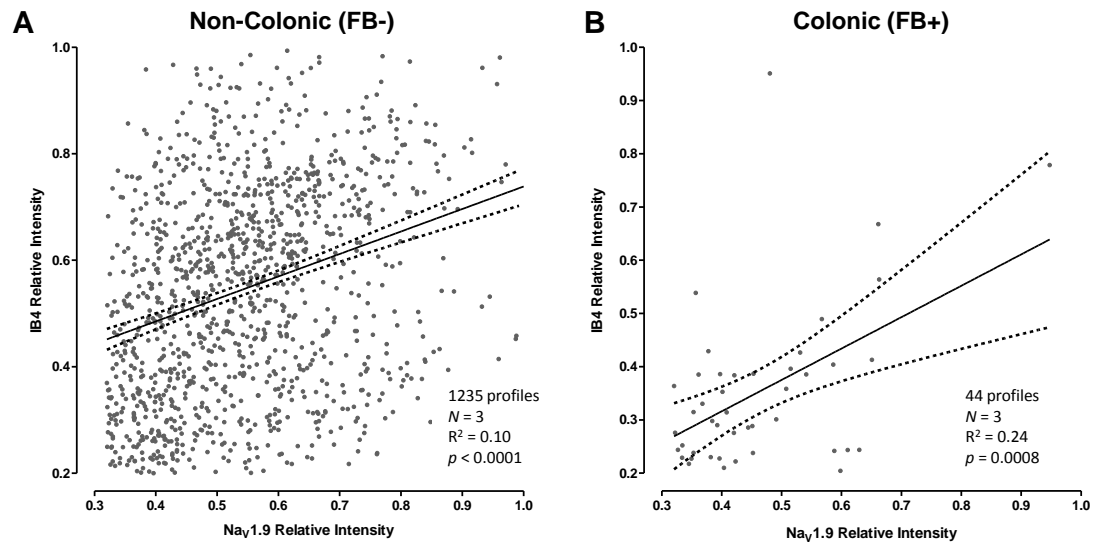 A
Non-Colonic (FB-)
1.0
0.8
0.6
0.4
0.2
IB4 Relative Intensity
1235 profiles
N = 3
R² = 0.10
p < 0.0001
0.3 0.4 0.5 0.6 0.7 0.8 0.9 1.0
NaV1.9 Relative Intensity
B
Colonic (FB+)
1.0
0.9
0.8
0.7
0.6
0.5
0.4
0.3
0.2
IB4 Relative Intensity
44 profiles
N = 3
R² = 0.24
p = 0.0008
0.3 0.4 0.5 0.6 0.7 0.8 0.9 1.0
NaV1.9 Relative Intensity